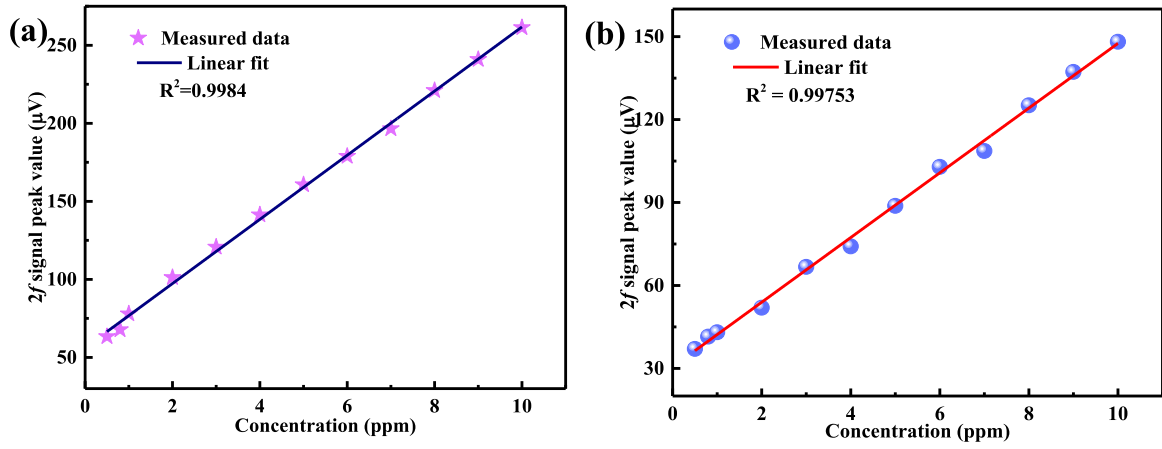 (a)
Measured data
Linear fit
R²=0.9984
250
200
150
100
50
0
2
4
6
8
10
2f signal peak value (μV)
Concentration (ppm)
(b)
Measured data
Linear fit
R² = 0.99753
150
120
90
60
30
0
2
4
6
8
10
2f signal peak value (μV)
Concentration (ppm)